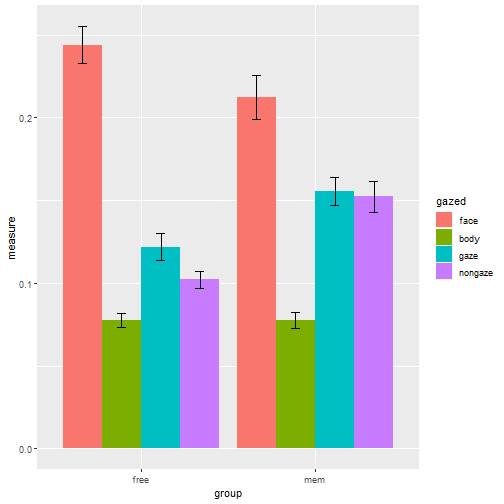 measure
0.2
0.1
0.0
free
mem
group
gazed
face
body
gaze
nongaze